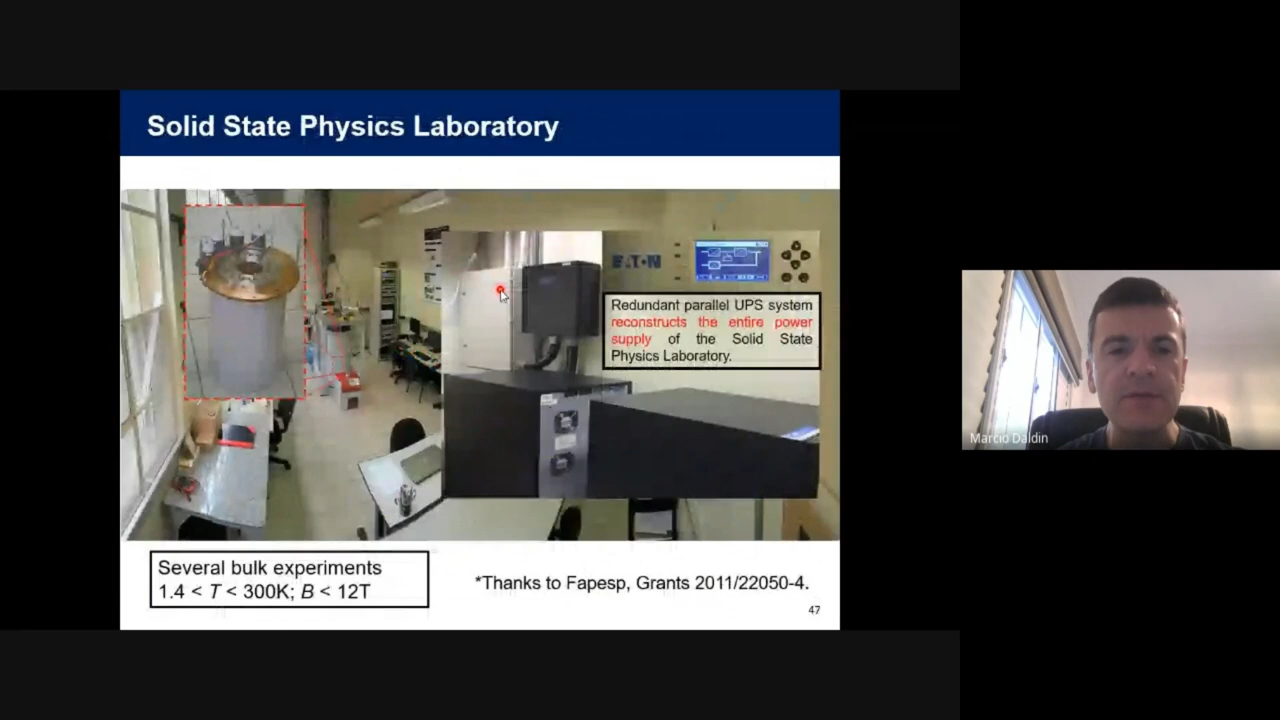 Solid State Physics Laboratory
EATON
Redundant parallel UPS system
reconstructs the entire power
supply of the Solid State
Physics Laboratory.
Several bulk experiments
1.4 < T < 300K; B < 12T
*Thanks to Fapesp, Grants 2011/22050-4.
47
Marcio Daldin